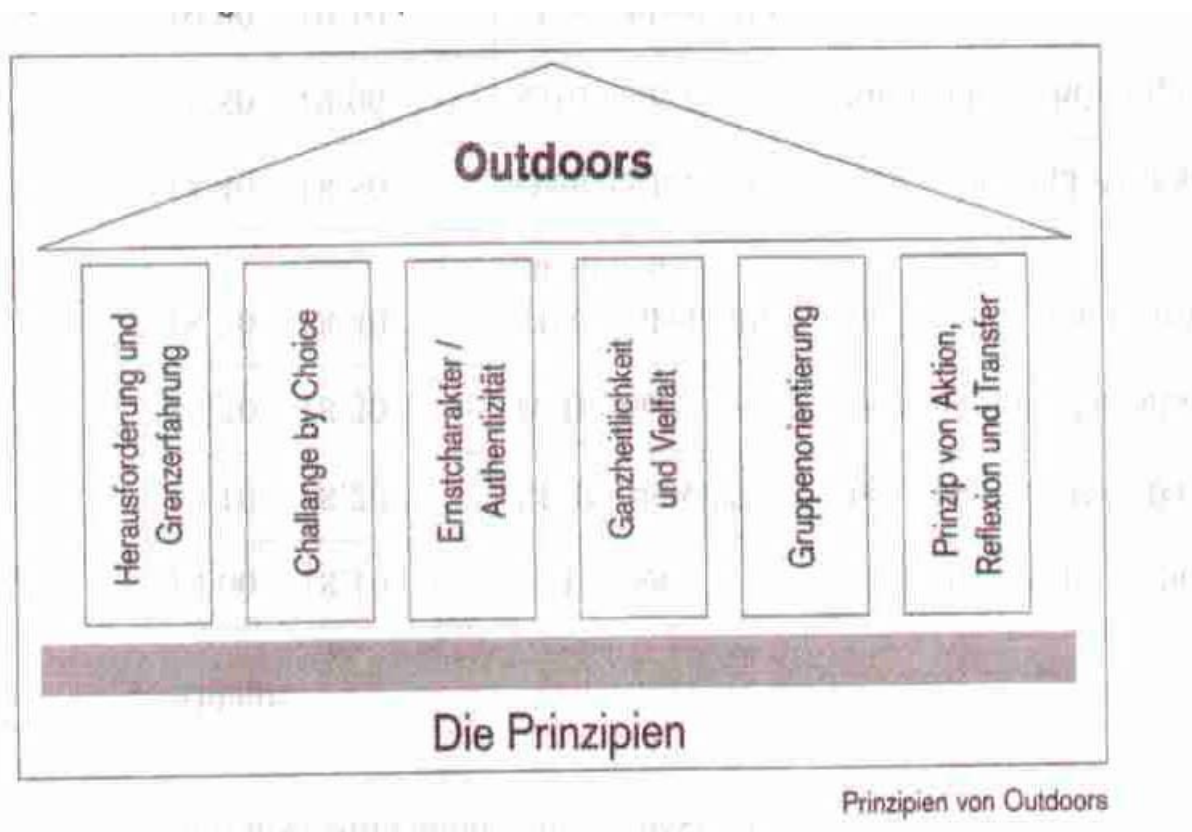 Outdoors
Herausforderung und
Grenzerfahrung
Challange by Choice
Ernstcharakter /
Authentizität
Ganzheitlichkeit
und Vielfalt
Gruppenorientierung
Prinzip von Aktion,
Reflexion und Transfer
Die Prinzipien
Prinzipien von Outdoors